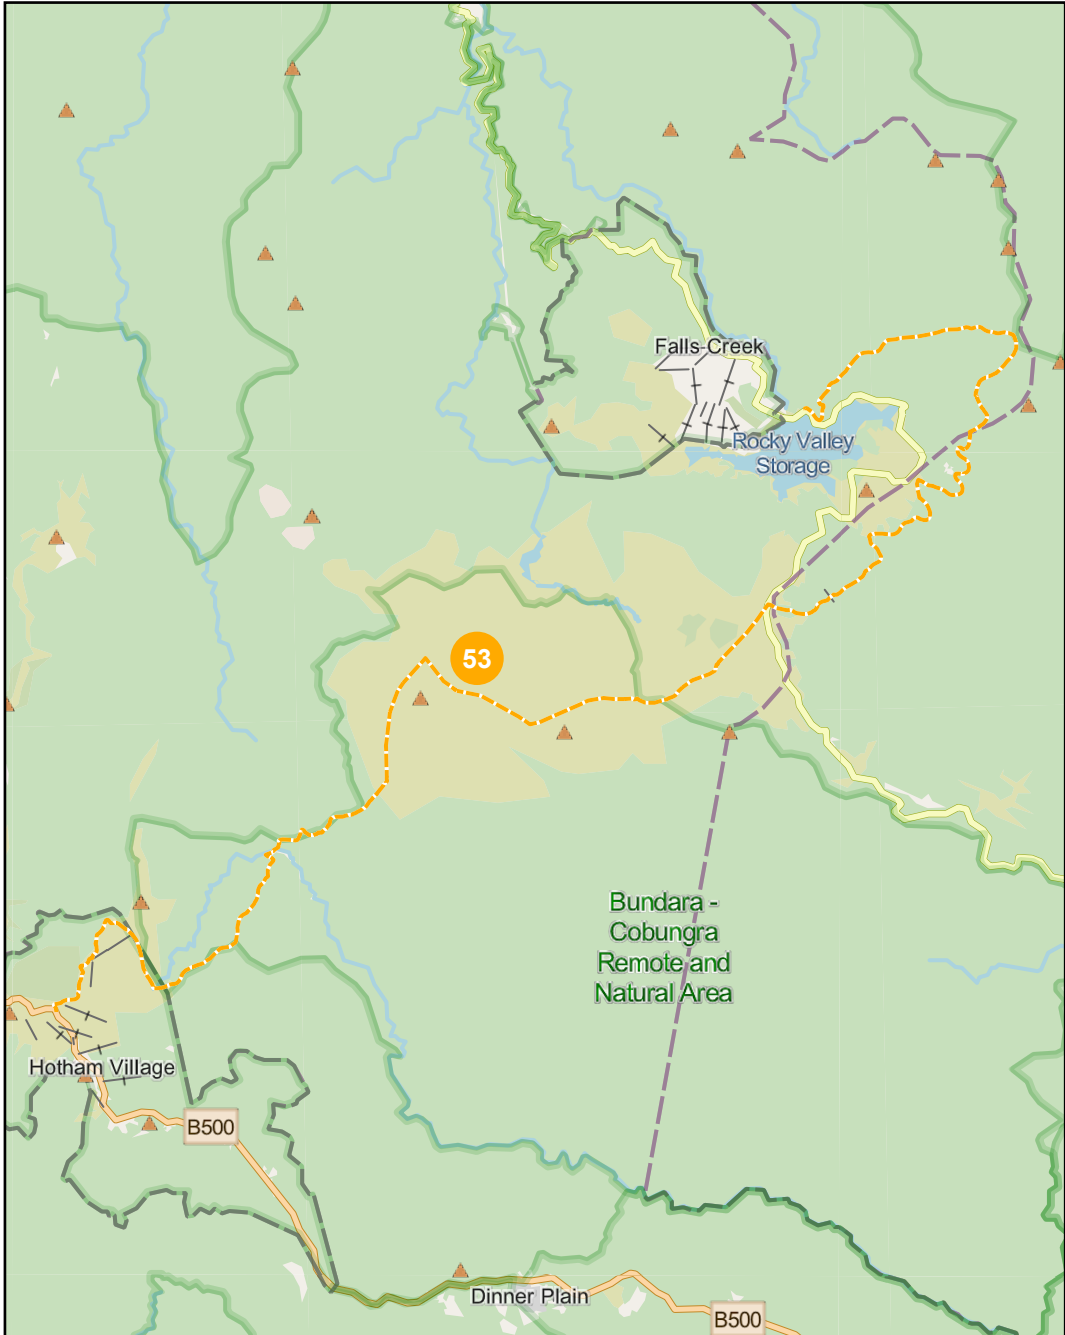 Falls Creek
Rocky Valley
Storage
53
Bundara -
Cobungra
Remote and
Natural Area
Hotham Village
B500
Dinner Plain
B500